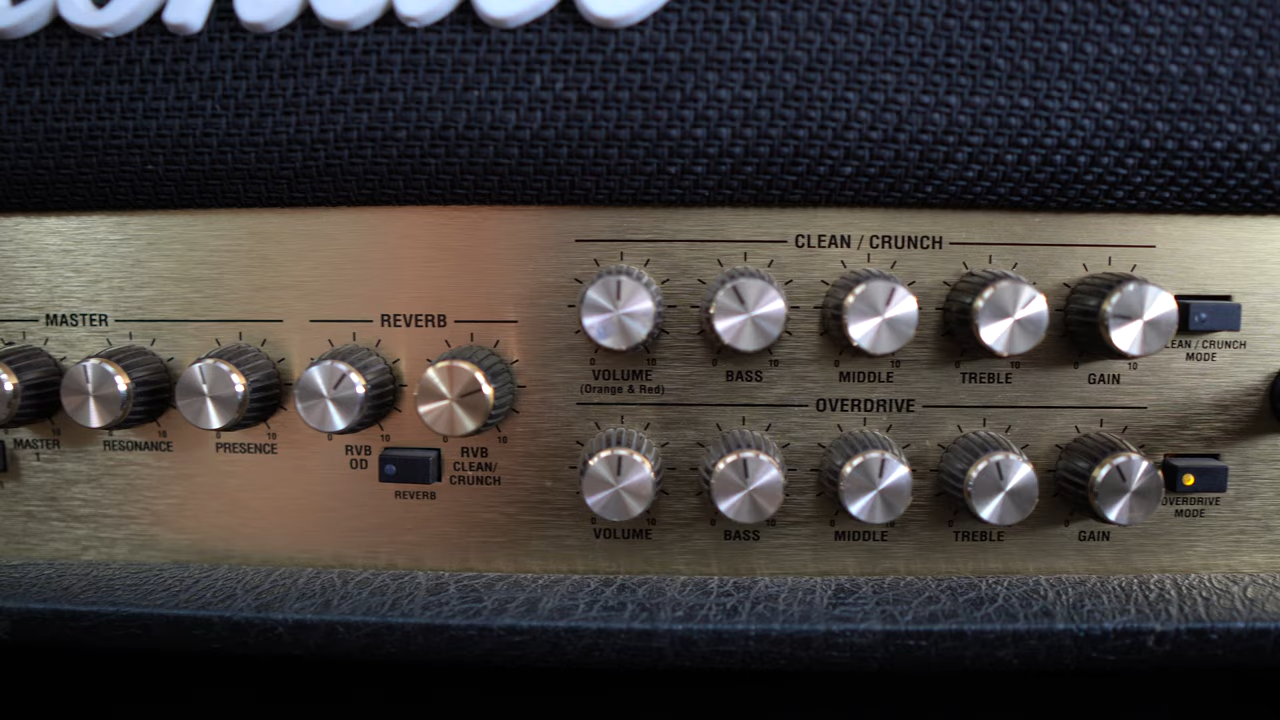 CLEAN / CRUNCH
MASTER
REVERB
VOLUME
(Orange & Red)
BASS
MIDDLE
TREBLE
GAIN
CLEAN / CRUNCH
MODE
OVERDRIVE
MASTER
1
RESONANCE
PRESENCE
RVB
OD
REVERB
RVB
CLEAN/
CRUNCH
VOLUME
BASS
MIDDLE
TREBLE
GAIN
OVERDRIVE
MODE